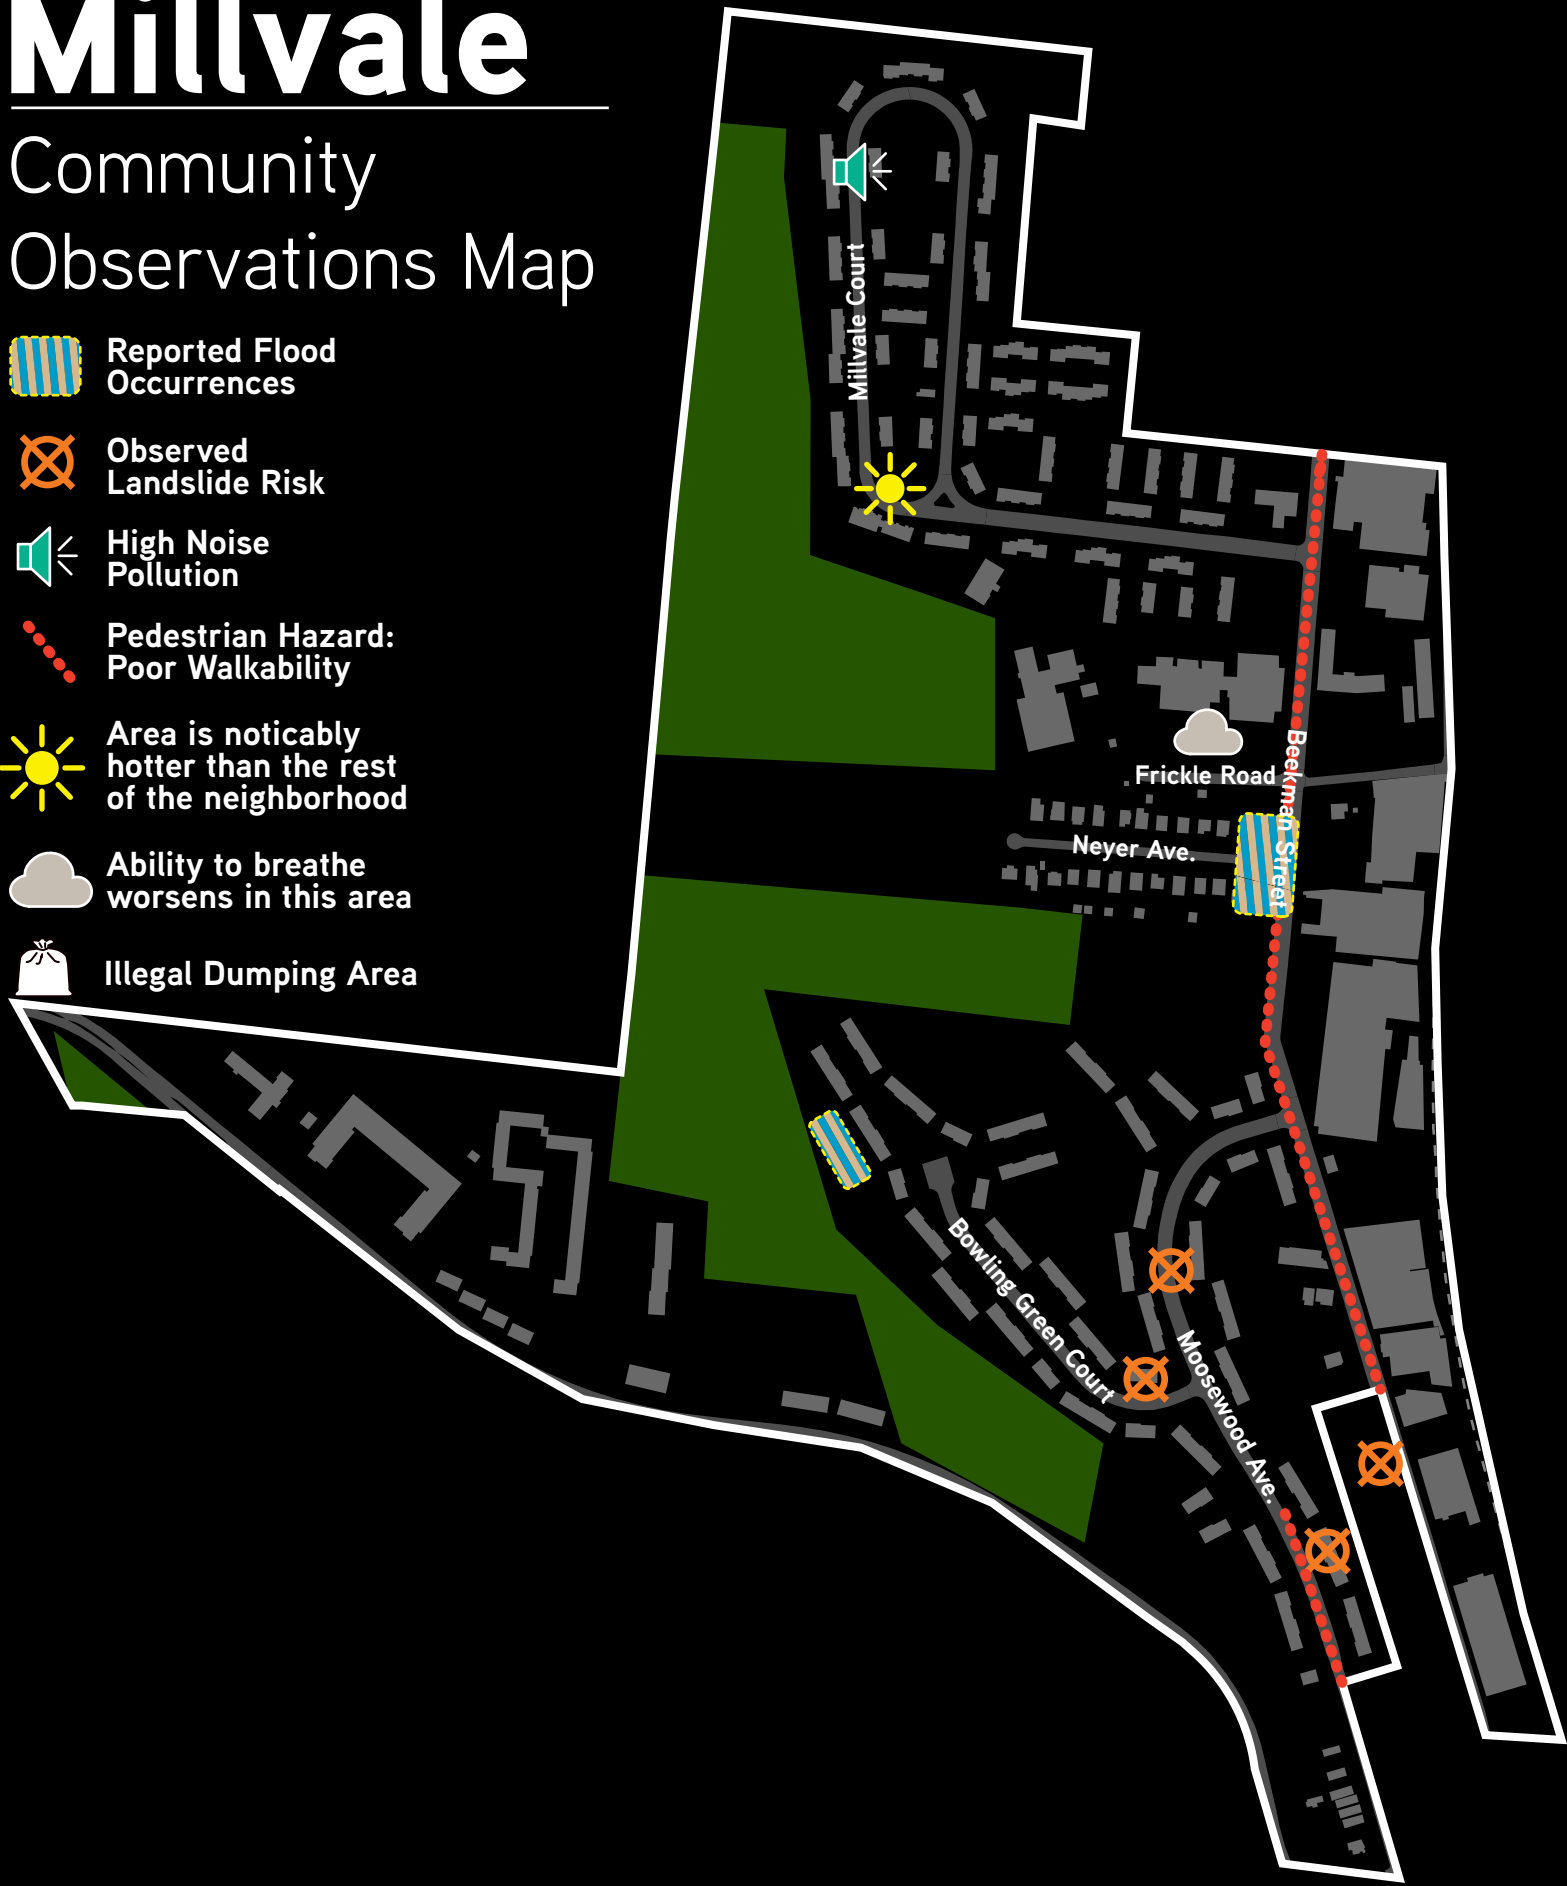 Millvale
Community
Observations Map
Reported Flood
Occurrences
Observed
Landslide Risk
High Noise
Pollution
Pedestrian Hazard:
Poor Walkability
Area is noticably
hotter than the rest
of the neighborhood
Ability to breathe
worsens in this area
Illegal Dumping Area
Millvale Court
Beekman Street
Frickle Road
Neyer Ave.
Bowling Green Court
Moosewood Ave.